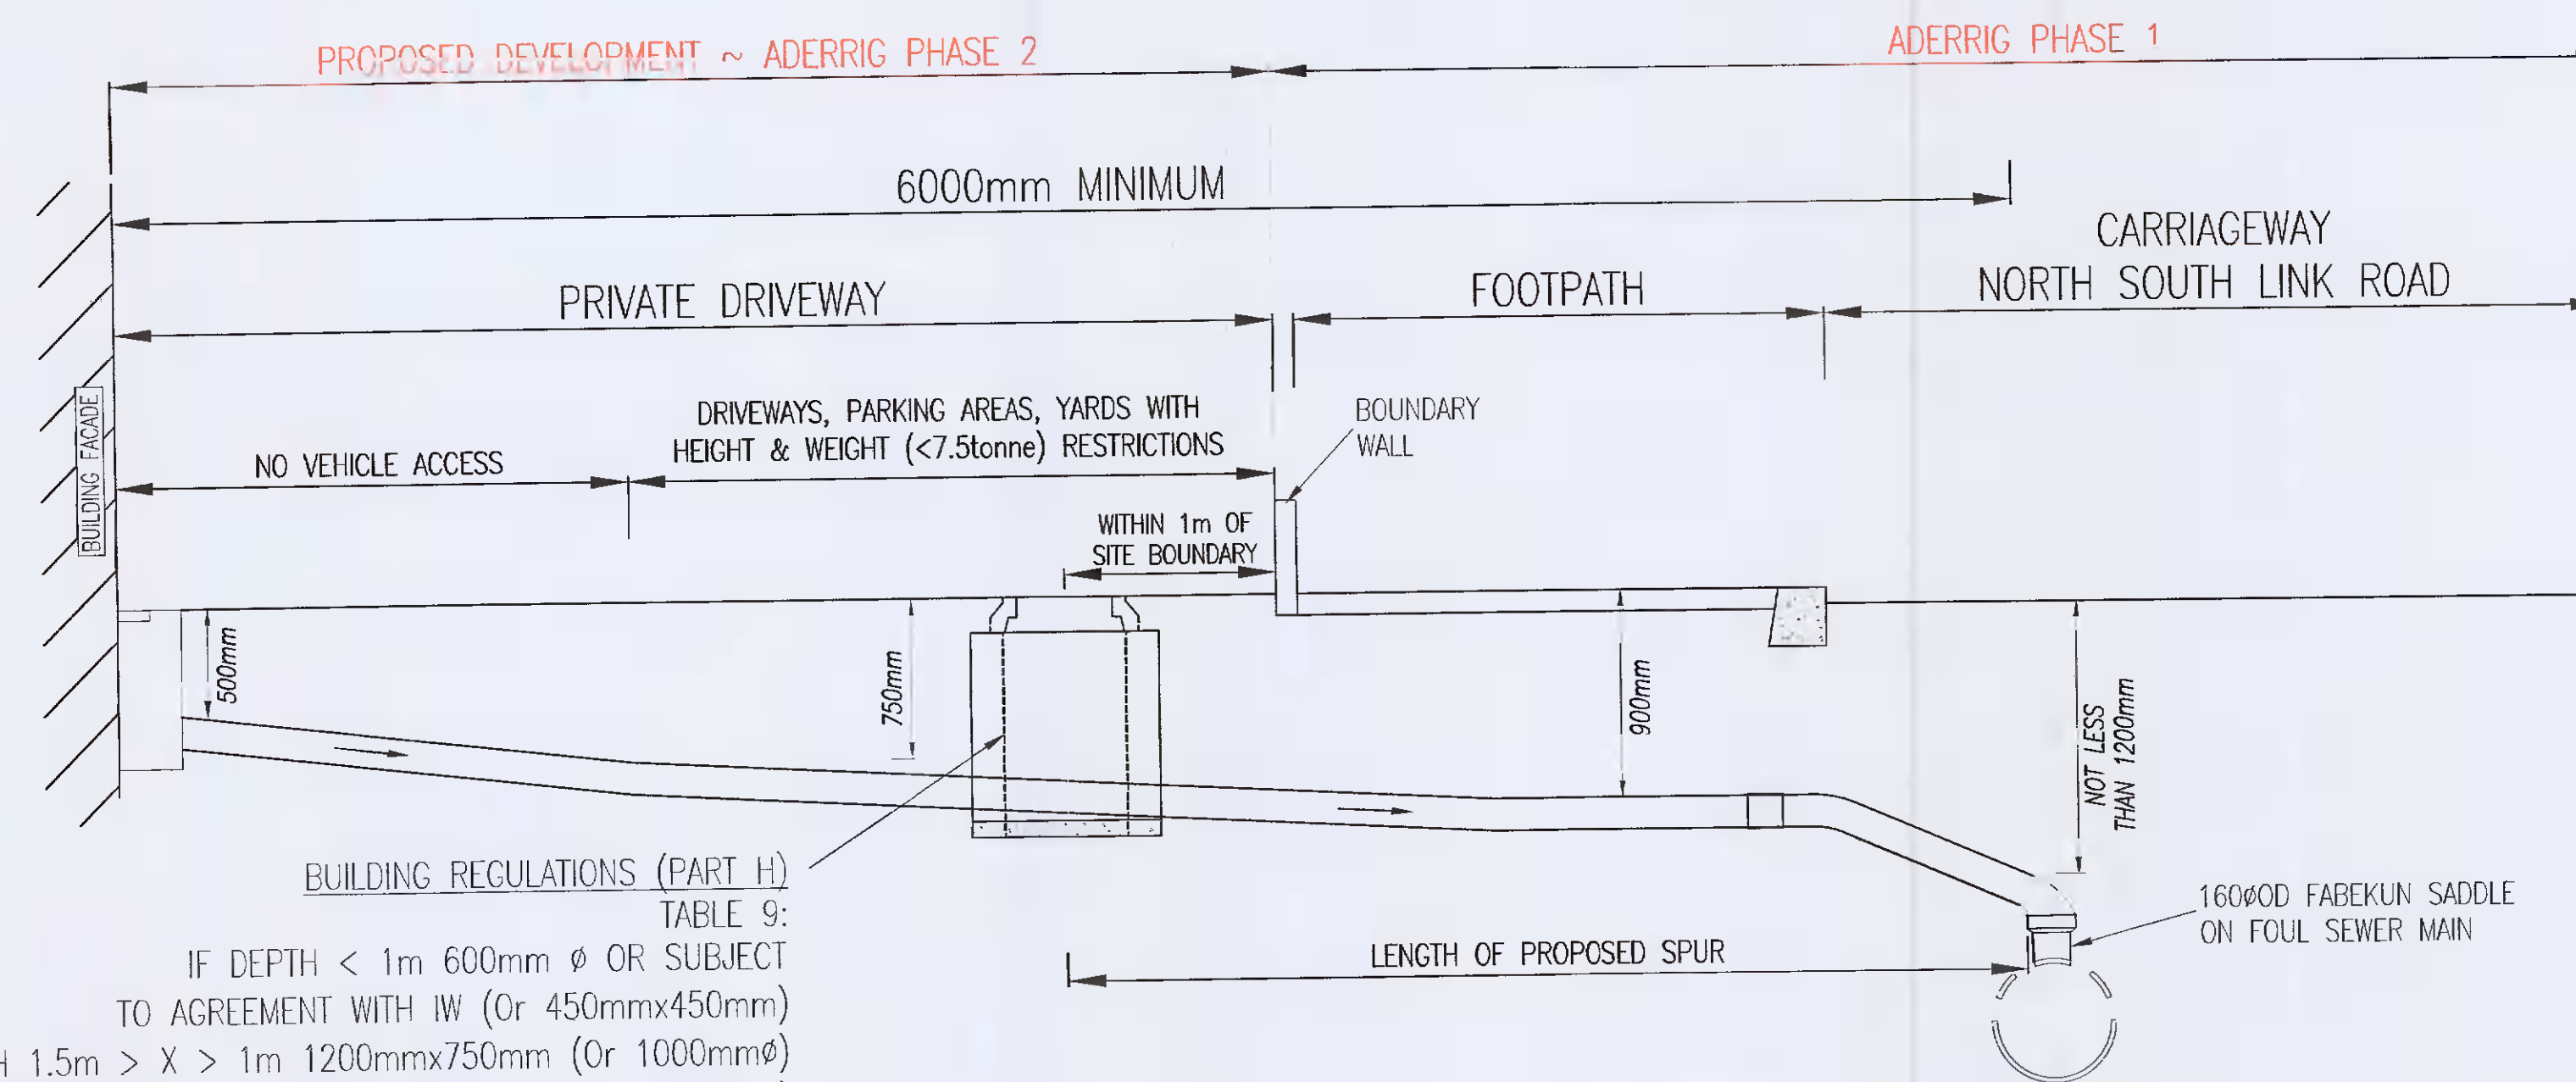 PROPOSED DEVELOPMENT ~ ADERRIG PHASE 2
ADERRIG PHASE 1
6000mm MINIMUM
CARRIAGEWAY
NORTH SOUTH LINK ROAD
PRIVATE DRIVEWAY
FOOTPATH
BUILDING FACADE
NO VEHICLE ACCESS
DRIVEWAYS, PARKING AREAS, YARDS WITH
HEIGHT & WEIGHT (<7.5tonne) RESTRICTIONS
BOUNDARY
WALL
WITHIN 1m OF
SITE BOUNDARY
500mm
750mm
900mm
NOT LESS
THAN 1200mm
BUILDING REGULATIONS (PART H)
TABLE 9:
IF DEPTH < 1m 600mm ø OR SUBJECT
TO AGREEMENT WITH IW (Or 450mmx450mm)
H 1.5m > X > 1m 1200mmx750mm (Or 1000mmø)
LENGTH OF PROPOSED SPUR
160øOD FABEKUN SADDLE
ON FOUL SEWER MAIN